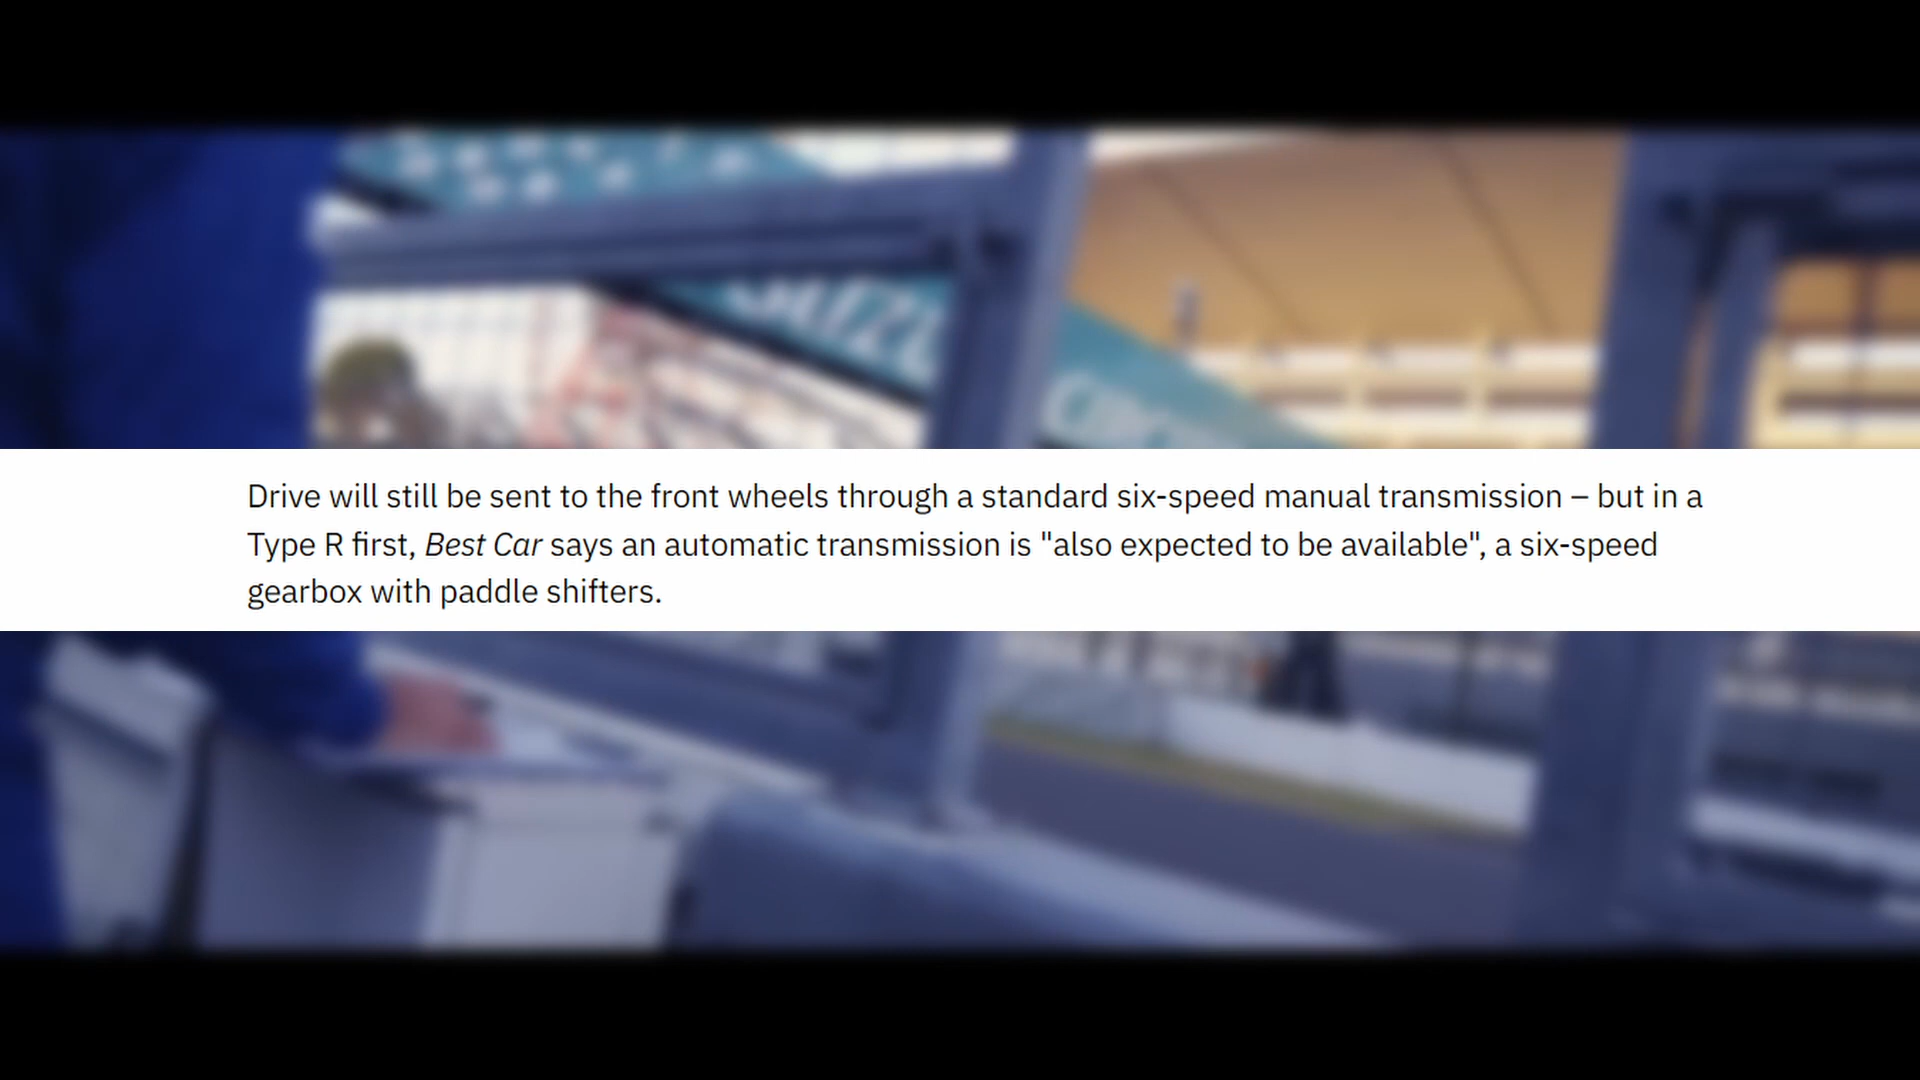 Drive will still be sent to the front wheels through a standard six-speed manual transmission – but in a
Type R first, Best Car says an automatic transmission is "also expected to be available", a six-speed
gearbox with paddle shifters.